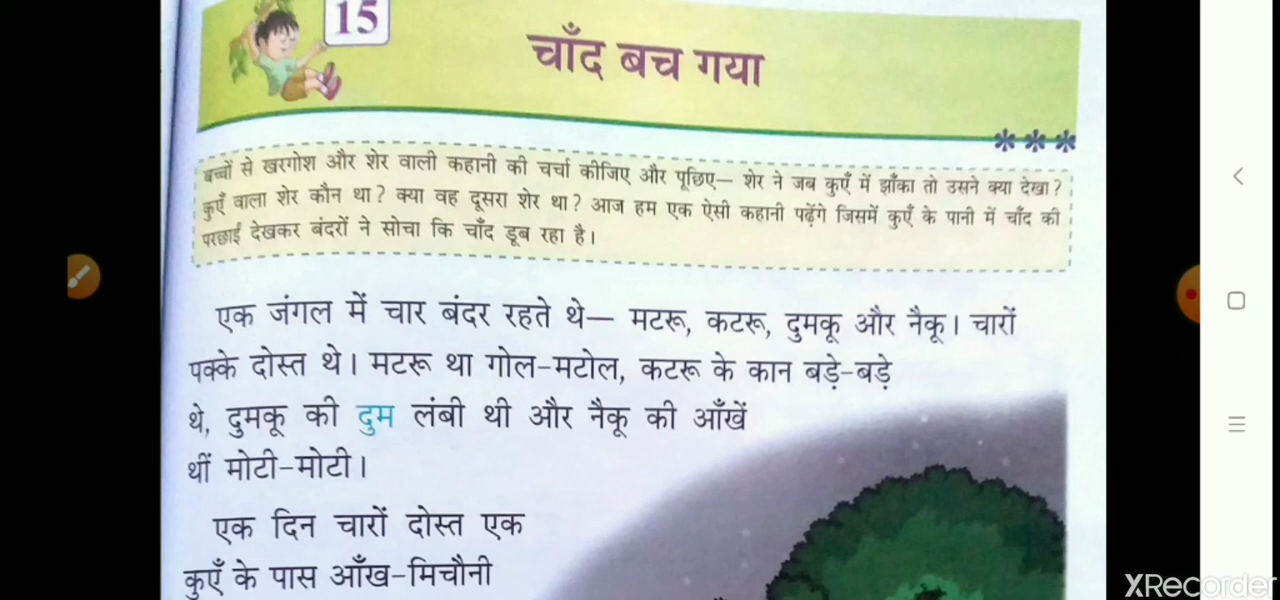 15
चाँद बच गया
बच्चों से खरगोश और शेर वाली कहानी की चर्चा कीजिए और पूछिए— शेर ने जब कुएँ में झाँका तो उसने क्या देखा?
कुएँ वाला शेर कौन था? क्या वह दूसरा शेर था? आज हम एक ऐसी कहानी पढ़ेंगे जिसमें कुएँ के पानी में चाँद की
परछाईं देखकर बंदरों ने सोचा कि चाँद डूब रहा है।
एक जंगल में चार बंदर रहते थे— मटरू, कटरू, दुमकू और नैकू। चारों
पक्के दोस्त थे। मटरू था गोल-मटोल, कटरू के कान बड़े-बड़े
थे, दुमकू की दुम लंबी थी और नैकू की आँखें
थीं मोटी-मोटी।
एक दिन चारों दोस्त एक
कुएँ के पास आँख-मिचौनी
XRecorder